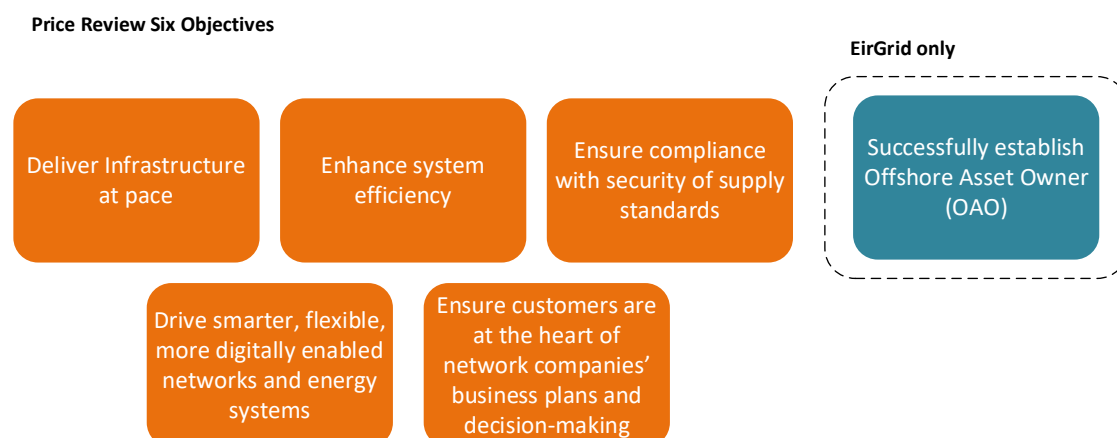 Price Review Six Objectives
EirGrid only
Deliver Infrastructure
at pace
Enhance system
efficiency
Ensure compliance
with security of supply
standards
Successfully establish
Offshore Asset Owner
(OAO)
Drive smarter, flexible,
more digitally enabled
networks and energy
systems
Ensure customers are
at the heart of
network companies’
business plans and
decision-making